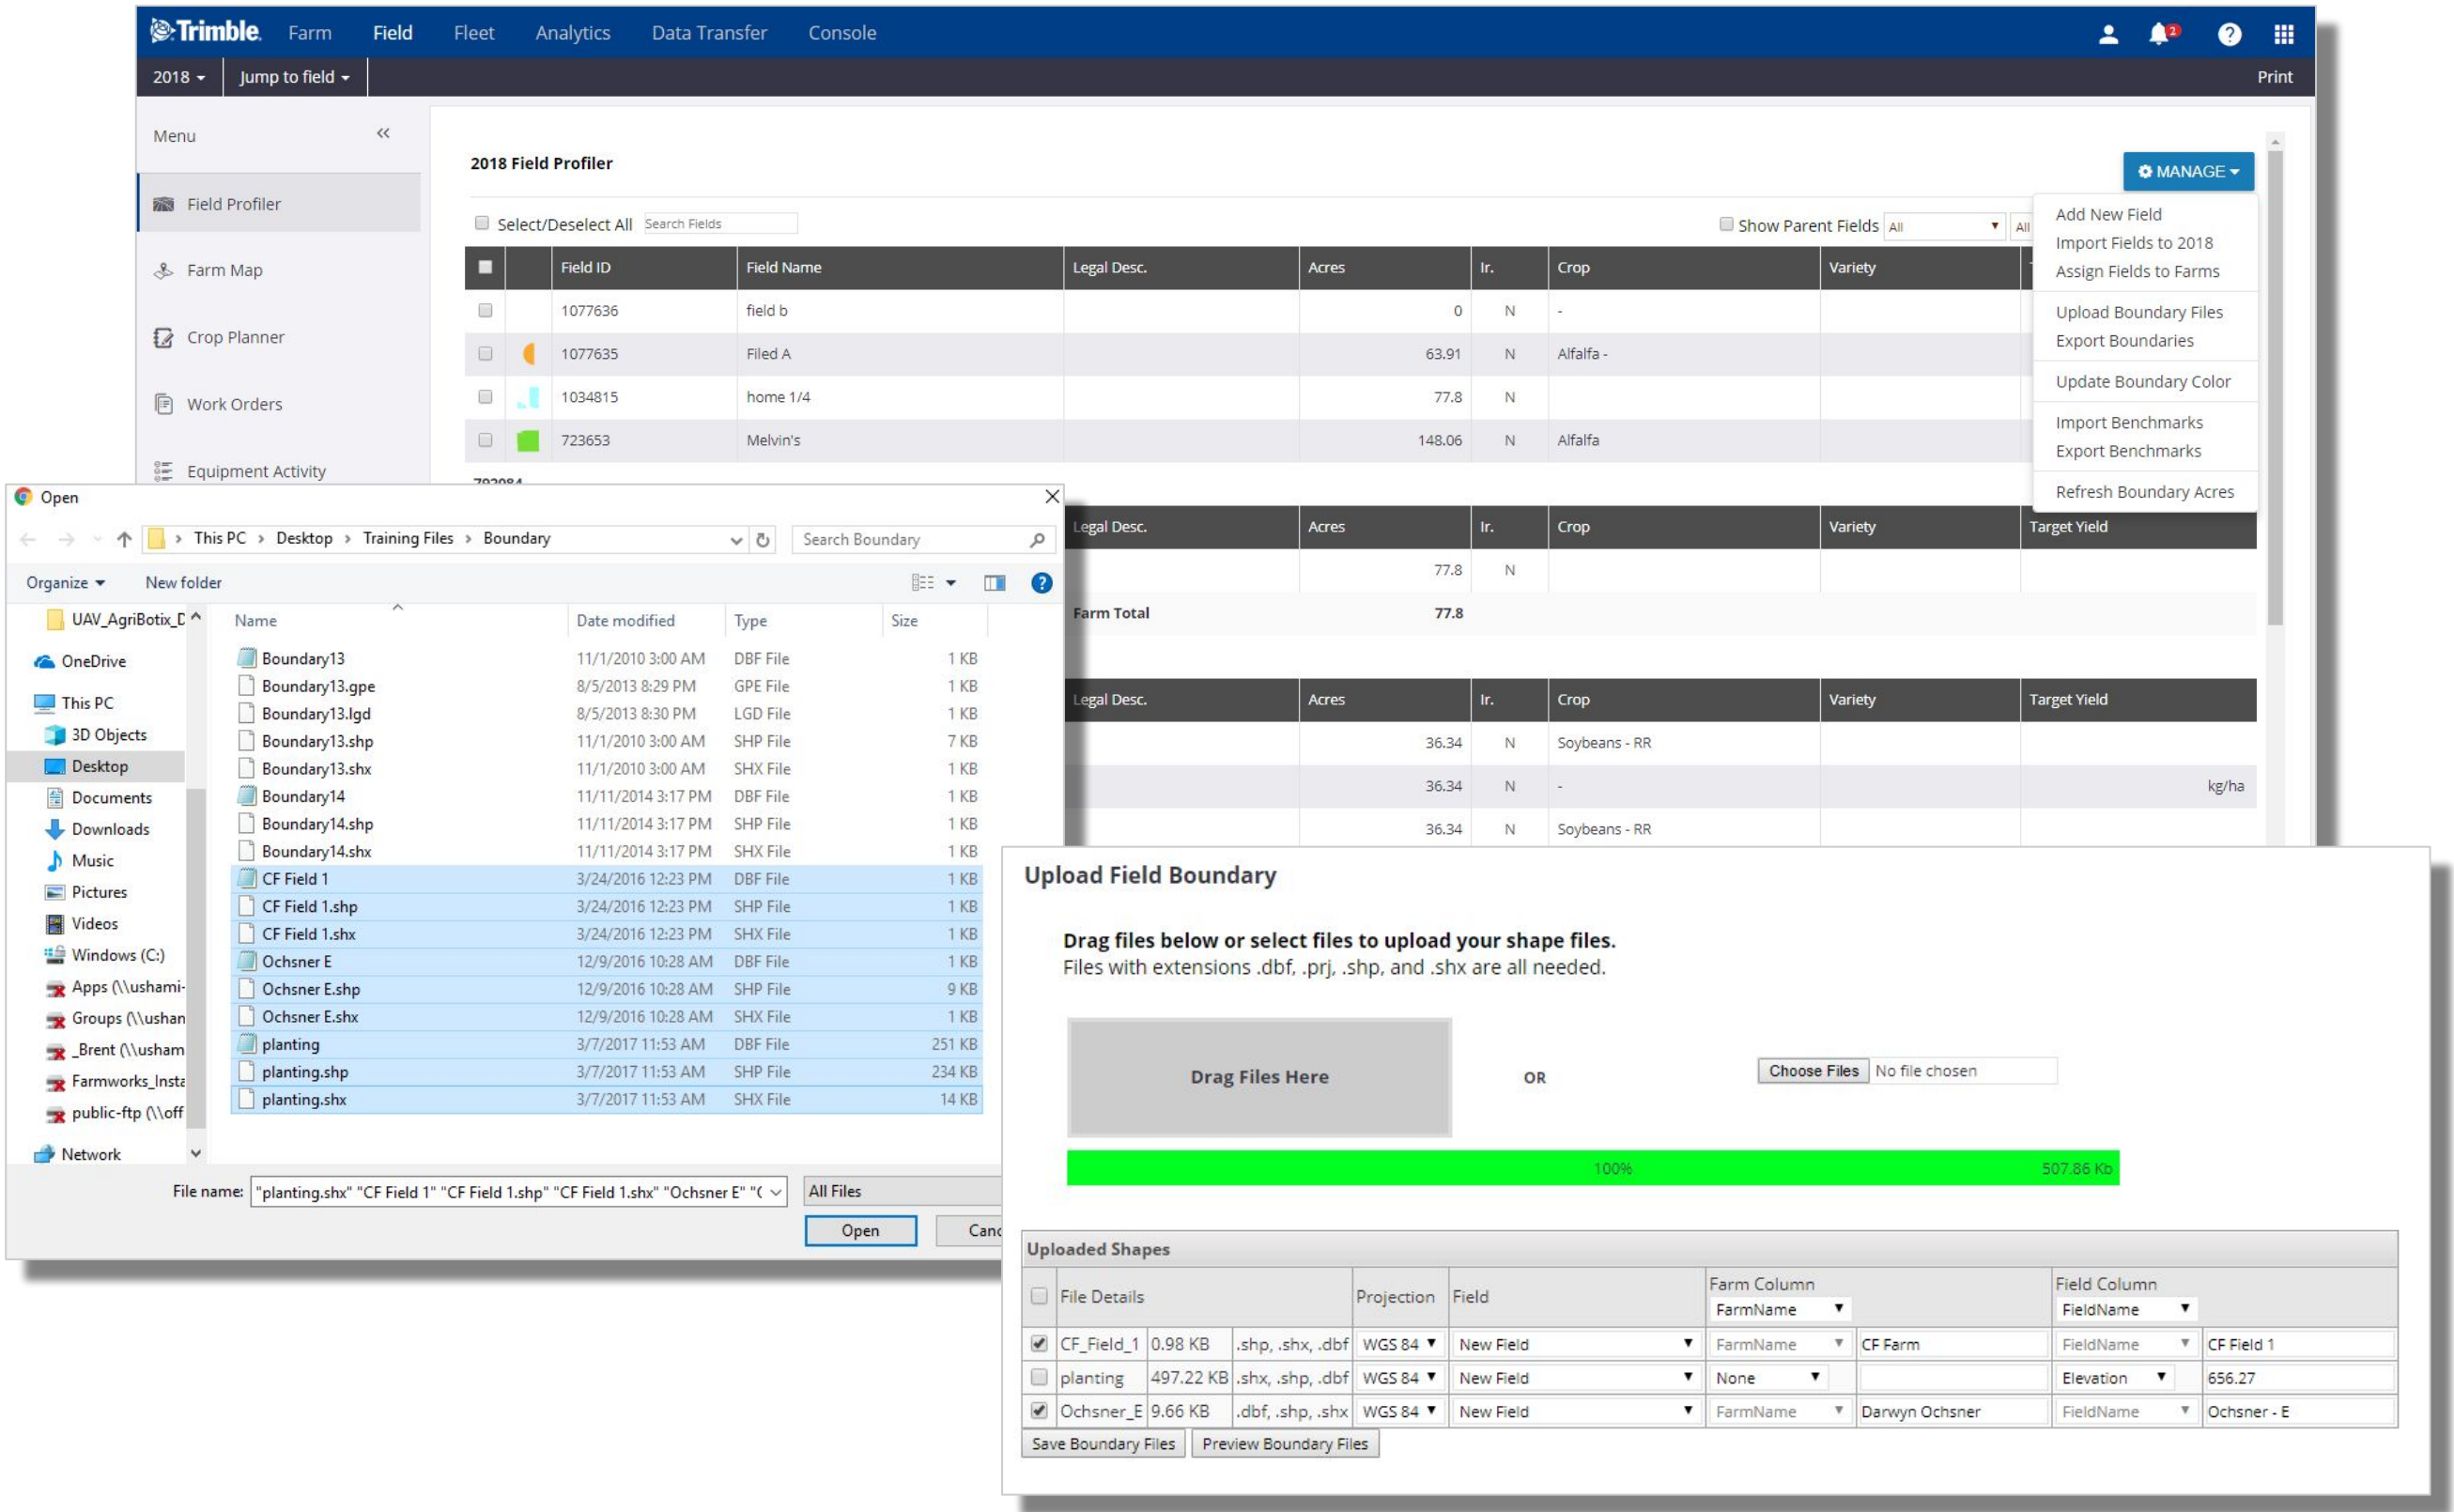 Trimble. Farm Field Fleet Analytics Data Transfer Console 2
2018 Jump to field Print
Menu
Field Profiler
Farm Map
Crop Planner
Work Orders
Equipment Activity
2018 Field Profiler
MANAGE
Select/Deselect All Search Fields Show Parent Fields All All
Field ID Field Name Legal Desc. Acres Ir. Crop Variety
1077636 field b 0 N -
1077635 Filed A 63.91 N Alfalfa -
1034815 home 1/4 77.8 N
723653 Melvin's 148.06 N Alfalfa
Add New Field
Import Fields to 2018
Assign Fields to Farms
Upload Boundary Files
Export Boundaries
Update Boundary Color
Import Benchmarks
Export Benchmarks
Refresh Boundary Acres
Legal Desc. Acres Ir. Crop Variety Target Yield
77.8 N
Farm Total 77.8
Legal Desc. Acres Ir. Crop Variety Target Yield
36.34 N Soybeans - RR
36.34 N - kg/ha
36.34 N Soybeans - RR
Open
This PC > Desktop > Training Files > Boundary Search Boundary
Organize New folder
UAV_AgriBotix_D
OneDrive
This PC
3D Objects
Desktop
Documents
Downloads
Music
Pictures
Videos
Windows (C:)
Apps (\\ushami-
Groups (\\ushan
_Brent (\\usham
Farmworks_Insta
public-ftp (\\off
Network
Name Date modified Type Size
Boundary13 11/1/2010 3:00 AM DBF File 1 KB
Boundary13.gpe 8/5/2013 8:29 PM GPE File 1 KB
Boundary13.lgd 8/5/2013 8:30 PM LGD File 1 KB
Boundary13.shp 11/1/2010 3:00 AM SHP File 7 KB
Boundary13.shx 11/1/2010 3:00 AM SHX File 1 KB
Boundary14 11/11/2014 3:17 PM DBF File 1 KB
Boundary14.shp 11/11/2014 3:17 PM SHP File 1 KB
Boundary14.shx 11/11/2014 3:17 PM SHX File 1 KB
CF Field 1 3/24/2016 12:23 PM DBF File 1 KB
CF Field 1.shp 3/24/2016 12:23 PM SHP File 1 KB
CF Field 1.shx 3/24/2016 12:23 PM SHX File 1 KB
Ochsner E 12/9/2016 10:28 AM DBF File 1 KB
Ochsner E.shp 12/9/2016 10:28 AM SHP File 9 KB
Ochsner E.shx 12/9/2016 10:28 AM SHX File 1 KB
planting 3/7/2017 11:53 AM DBF File 251 KB
planting.shp 3/7/2017 11:53 AM SHP File 234 KB
planting.shx 3/7/2017 11:53 AM SHX File 14 KB
File name: "planting.shx" "CF Field 1" "CF Field 1.shp" "CF Field 1.shx" "Ochsner E" "( All Files
Open Canc
Upload Field Boundary
Drag files below or select files to upload your shape files.
Files with extensions .dbf, .prj, .shp, and .shx are all needed.
Drag Files Here OR Choose Files No file chosen
100% 507.86 Kb
Uploaded Shapes
File Details Projection Field Farm Column FarmName Field Column FieldName
CF_Field_1 0.98 KB .shp, .shx, .dbf WGS 84 New Field FarmName CF Farm FieldName CF Field 1
planting 497.22 KB .shx, .shp, .dbf WGS 84 New Field None Elevation 656.27
Ochsner_E 9.66 KB .dbf, .shp, .shx WGS 84 New Field FarmName Darwyn Ochsner FieldName Ochsner - E
Save Boundary Files Preview Boundary Files